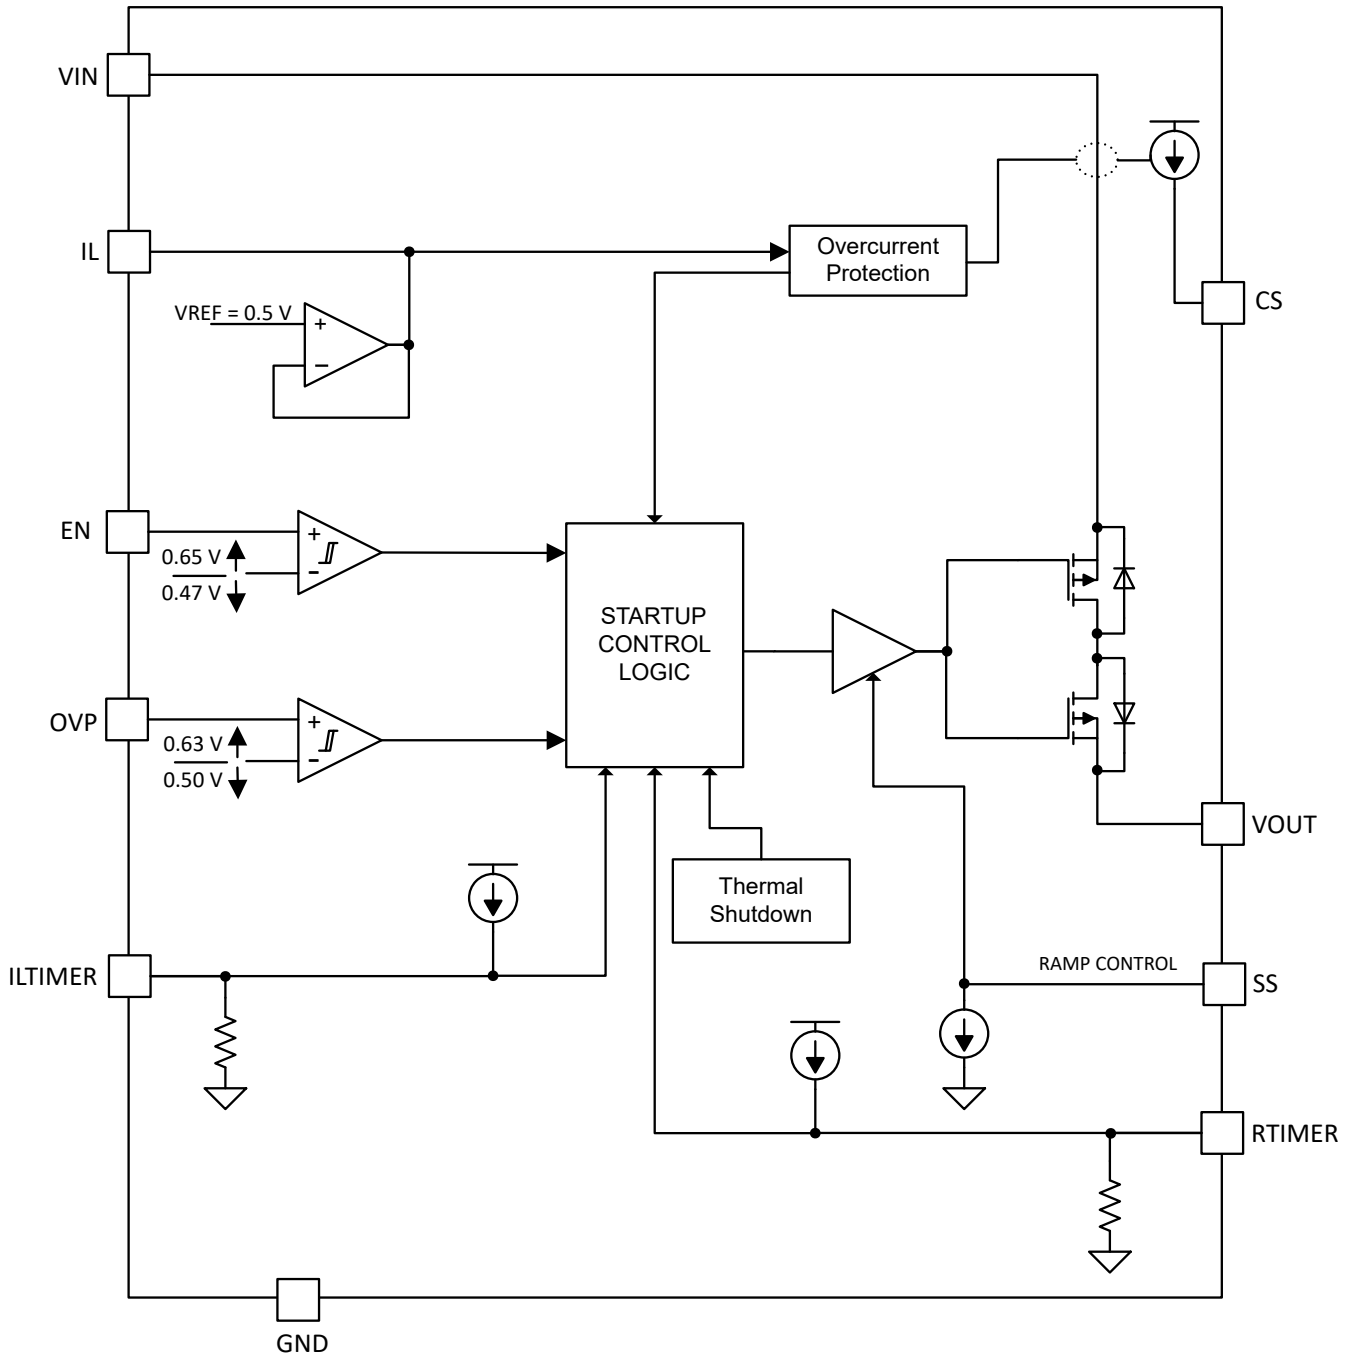 VIN
IL
Overcurrent
Protection
CS
VREF = 0.5 V
+
−
EN
+
0.65 V
0.47 V
−
STARTUP
CONTROL
LOGIC
OVP
+
0.63 V
0.50 V
−
VOUT
Thermal
Shutdown
ILTIMER
RAMP CONTROL
SS
RTIMER
GND